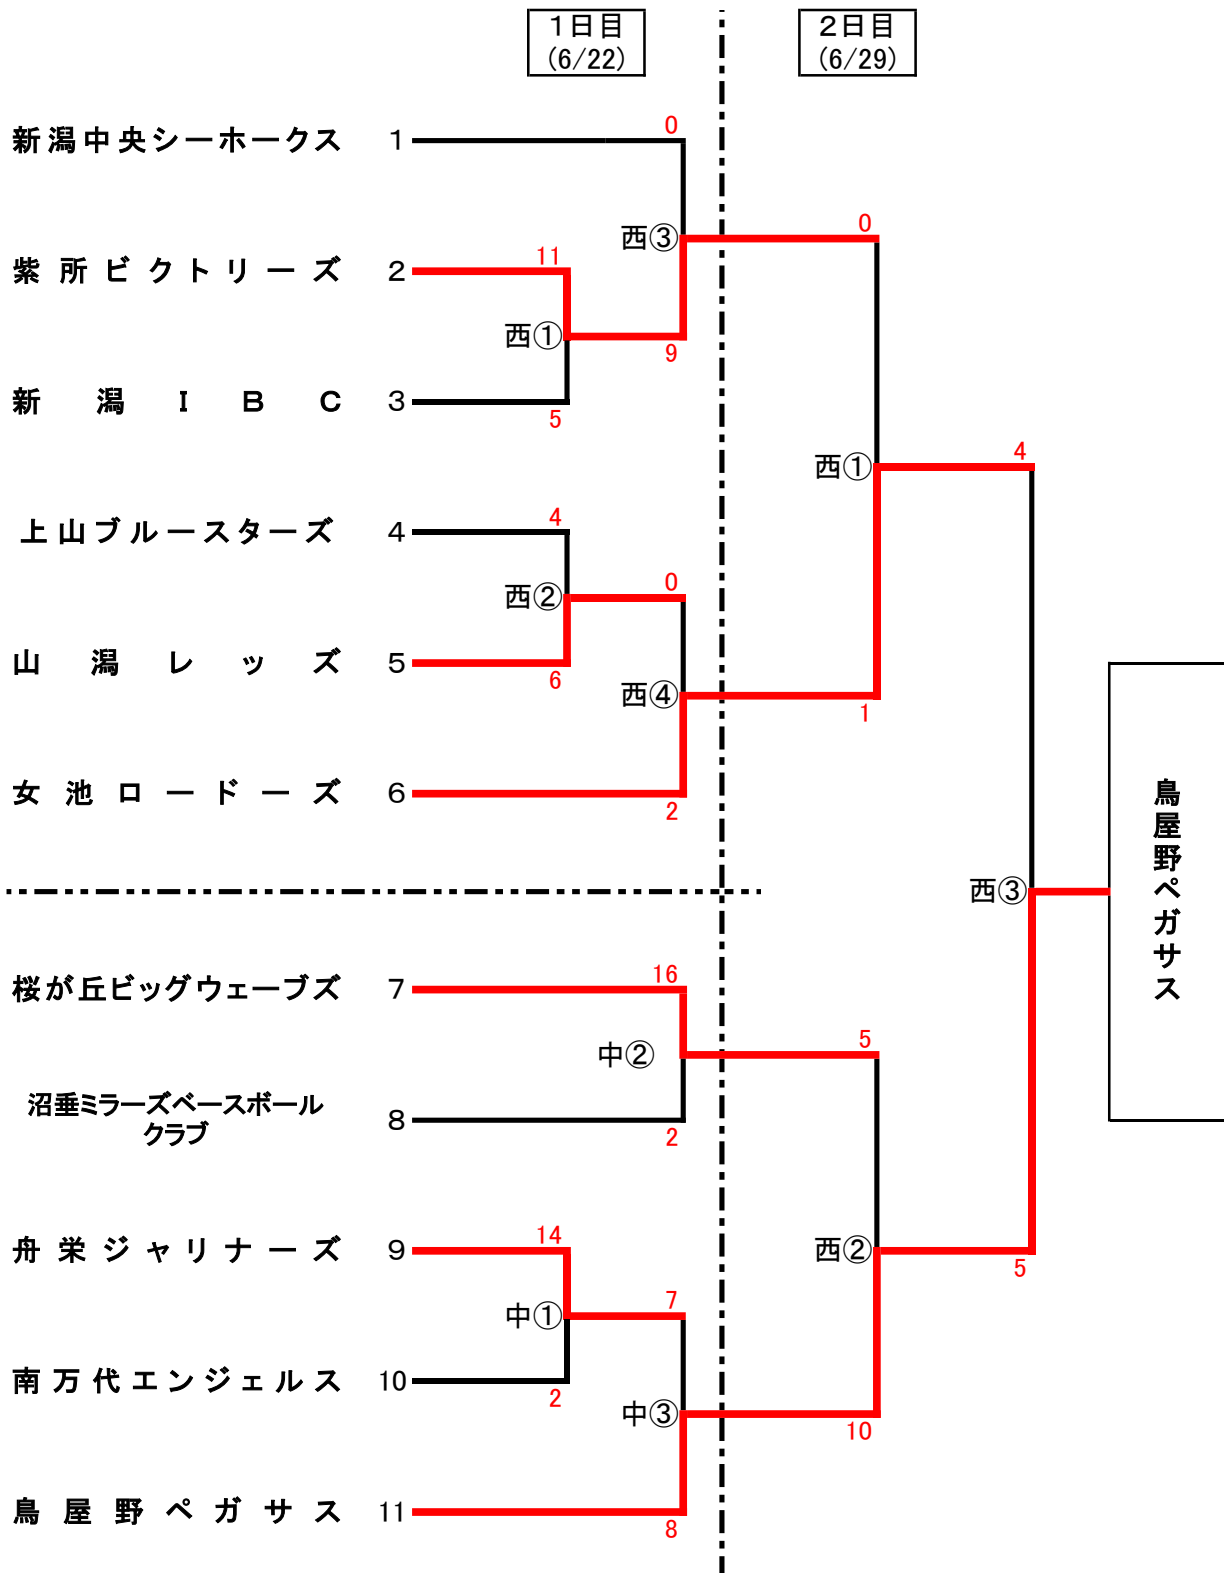 1日目
(6/22)
2日目
(6/29)
新潟中央シーホークス 1
0
西③
0
紫所ビクトリーズ 2
11
西①
9
新潟IBC 3
5
西①
4
上山ブルースターズ 4
4
西②
0
山潟レッズ 5
6
西④
1
女池ロードーズ 6
2
鳥屋野ペガサス
西③
桜が丘ビッグウェーブズ 7
16
中②
5
沼垂ミラーズベースボール
クラブ
8
2
舟栄ジャリナーズ 9
14
西②
5
中①
7
南万代エンジェルス 10
2
中③
10
鳥屋野ペガサス 11
8